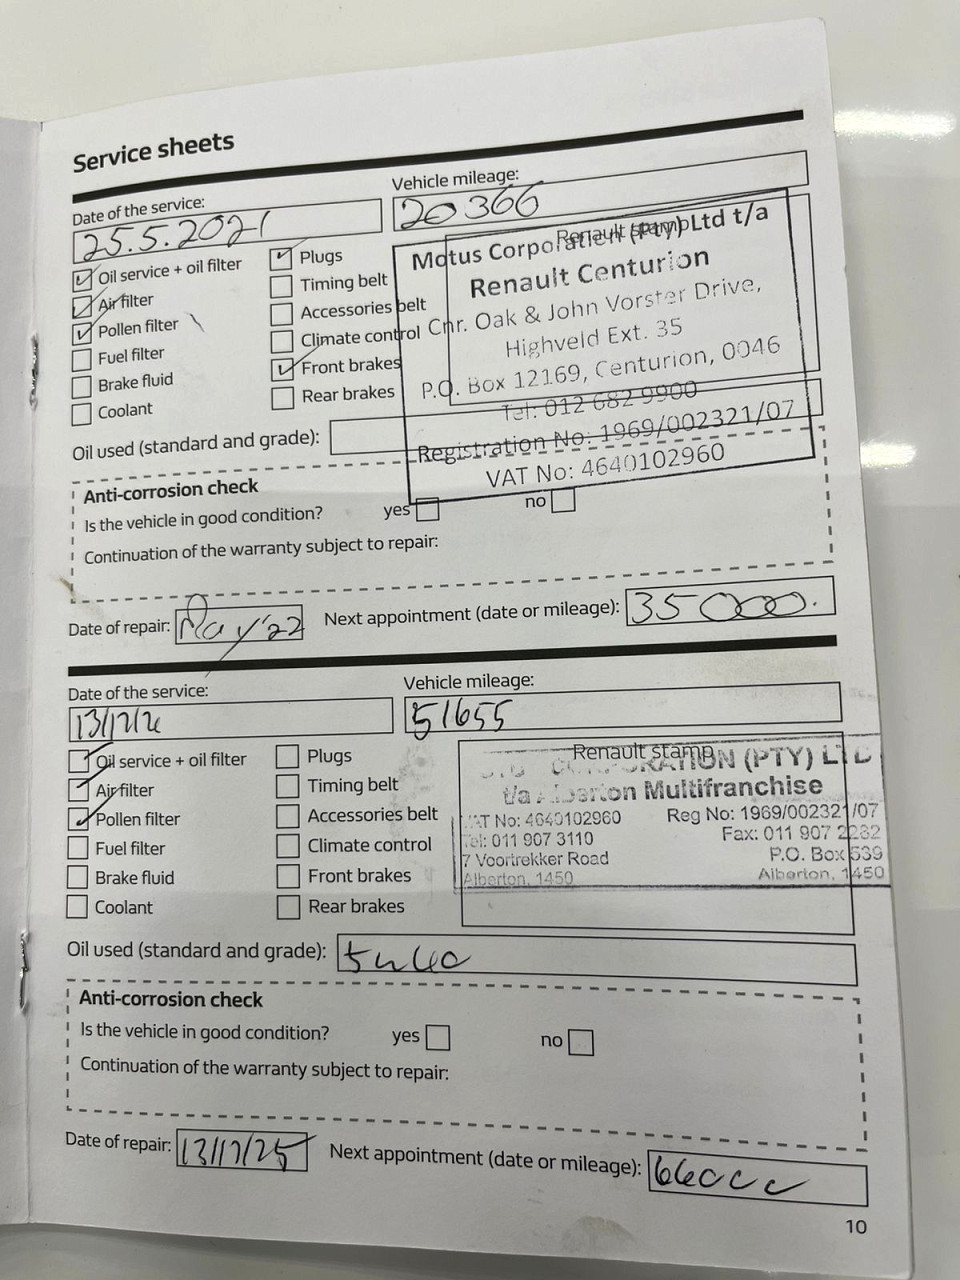 Service sheets
Date of the service:
25.5.2021
Vehicle mileage:
20366
Oil service + oil filter
Air filter
Pollen filter
Fuel filter
Brake fluid
Coolant
Plugs
Timing belt
Accessories belt
Climate control
Front brakes
Rear brakes
Renault stamp
Motus Corporation (Pty) Ltd t/a
Renault Centurion
Cnr. Oak & John Vorster Drive,
Highveld Ext. 35
P.O. Box 12169, Centurion, 0046
Tel: 012 682 9900
Registration No: 1969/002321/07
VAT No: 4640102960
Oil used (standard and grade):
Anti-corrosion check
Is the vehicle in good condition? yes no
Continuation of the warranty subject to repair:
Date of repair: May '22 Next appointment (date or mileage): 35000.
Date of the service:
Vehicle mileage:
51655
Oil service + oil filter
Air filter
Pollen filter
Fuel filter
Brake fluid
Coolant
Plugs
Timing belt
Accessories belt
Climate control
Front brakes
Rear brakes
Renault stamp
CORPORATION (PTY) LTD
t/a Alberton Multifranchise
VAT No: 4640102960 Reg No: 1969/002321/07
Tel: 011 907 3110 Fax: 011 907 2232
7 Voortrekker Road P.O. Box 539
Alberton, 1450 Alberton, 1450
Oil used (standard and grade):
Anti-corrosion check
Is the vehicle in good condition? yes no
Continuation of the warranty subject to repair:
Date of repair: Next appointment (date or mileage): 66000
10